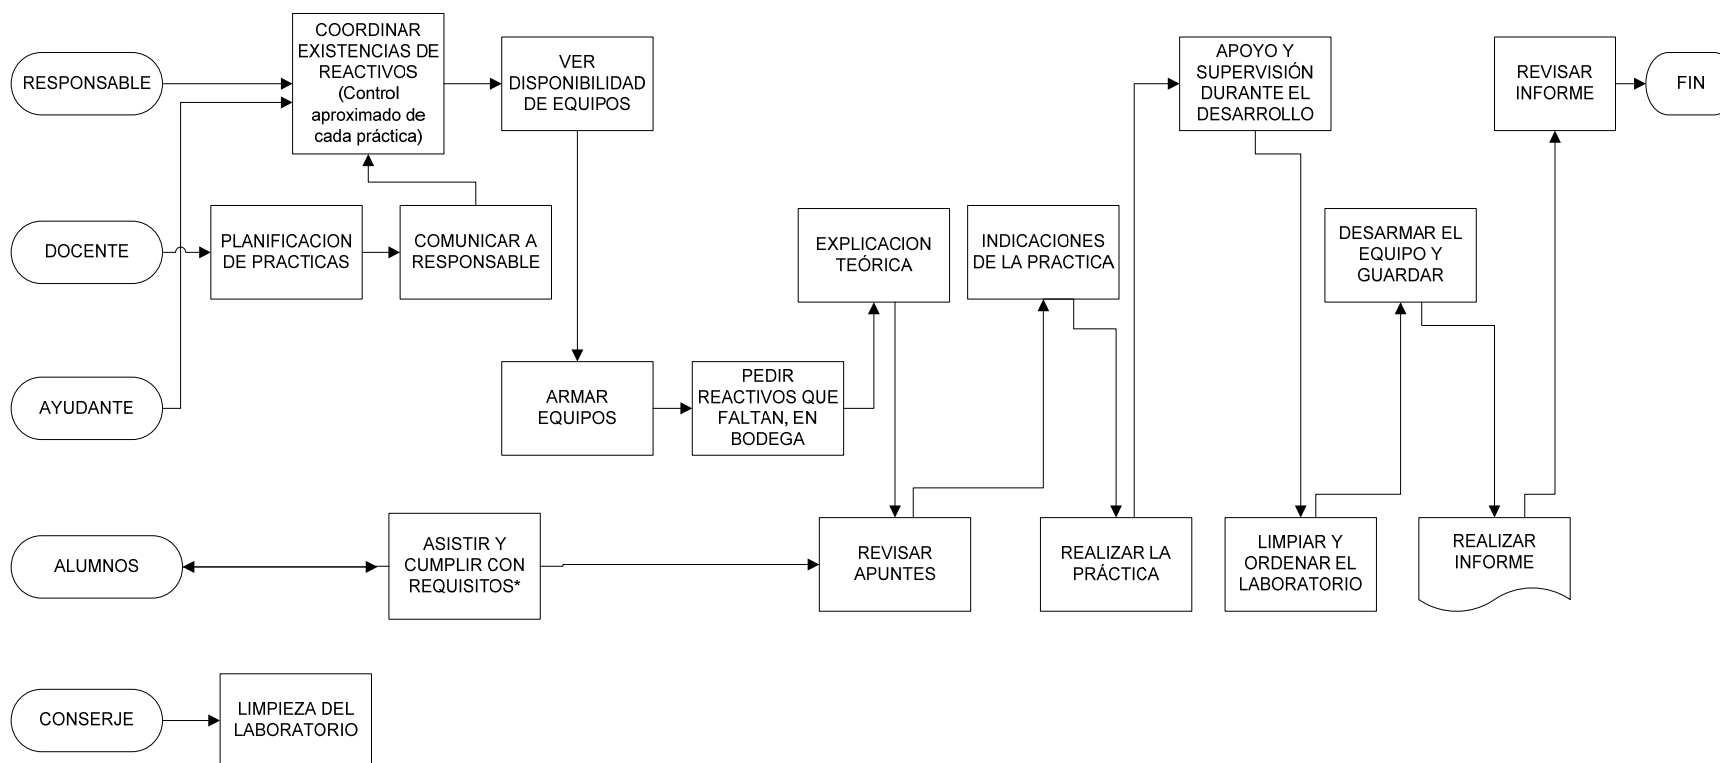 RESPONSABLE
COORDINAR
EXISTENCIAS DE
REACTIVOS
(Control
aproximado de
cada práctica)
VER
DISPONIBILIDAD
DE EQUIPOS
APOYO Y
SUPERVISIÓN
DURANTE EL
DESARROLLO
REVISAR
INFORME
FIN
DOCENTE
PLANIFICACION
DE PRACTICAS
COMUNICAR A
RESPONSABLE
EXPLICACION
TEÓRICA
INDICACIONES
DE LA PRACTICA
DESARMAR EL
EQUIPO Y
GUARDAR
AYUDANTE
ARMAR
EQUIPOS
PEDIR
REACTIVOS QUE
FALTAN, EN
BODEGA
ALUMNOS
ASISTIR Y
CUMPLIR CON
REQUISITOS*
REVISAR
APUNTES
REALIZAR LA
PRÁCTICA
LIMPIAR Y
ORDENAR EL
LABORATORIO
REALIZAR
INFORME
CONSERJE
LIMPIEZA DEL
LABORATORIO